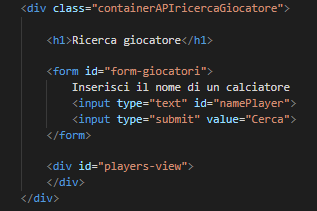 <div class="containerAPIricercaGiocatore">
<h1>Ricerca giocatore</h1>
<form id="form-giocatori">
Inserisci il nome di un calciatore
<input type="text" id="namePlayer">
<input type="submit" value="Cerca">
</form>
<div id="players-view">
</div>
</div>